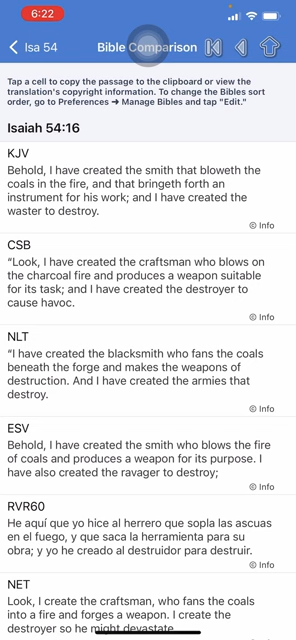 6:22
Isa 54
Bible Comparison
Tap a cell to copy the passage to the clipboard or view the
translation's copyright information. To change the Bibles sort
order, go to Preferences ➔ Manage Bibles and tap "Edit."
Isaiah 54:16
KJV
Behold, I have created the smith that bloweth the
coals in the fire, and that bringeth forth an
instrument for his work; and I have created the
waster to destroy.
© Info
CSB
“Look, I have created the craftsman who blows on
the charcoal fire and produces a weapon suitable
for its task; and I have created the destroyer to
cause havoc.
© Info
NLT
“I have created the blacksmith who fans the coals
beneath the forge and makes the weapons of
destruction. And I have created the armies that
destroy.
© Info
ESV
Behold, I have created the smith who blows the fire
of coals and produces a weapon for its purpose. I
have also created the ravager to destroy;
© Info
RVR60
He aquí que yo hice al herrero que sopla las ascuas
en el fuego, y que saca la herramienta para su
obra; y yo he creado al destruidor para destruir.
© Info
NET
Look, I create the craftsman, who fans the coals
into a fire and forges a weapon. I create the
destroyer so he might devastate